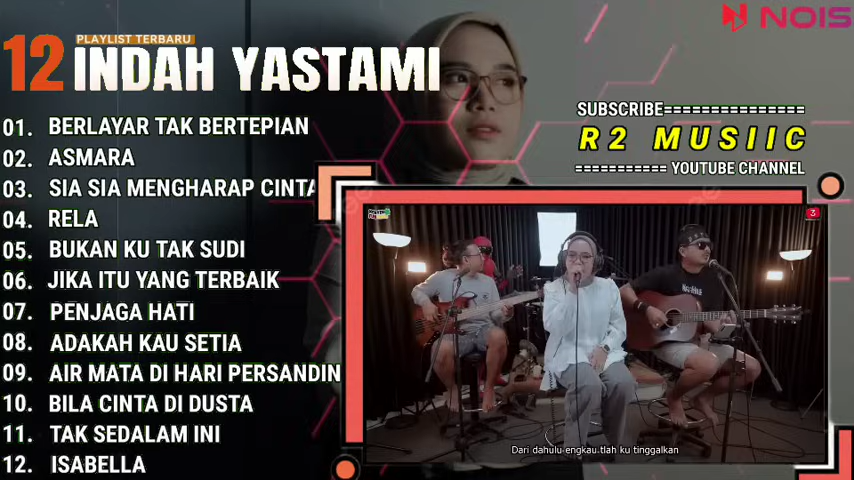 PLAYLIST TERBARU
12 INDAH YASTAMI
NOIS
SUBSCRIBE===============
R2 MUSIIC
=========== YOUTUBE CHANNEL
01. BERLAYAR TAK BERTEPIAN
02. ASMARA
03. SIA SIA MENGHARAP CINTA
04. RELA
05. BUKAN KU TAK SUDI
06. JIKA ITU YANG TERBAIK
07. PENJAGA HATI
08. ADAKAH KAU SETIA
09. AIR MATA DI HARI PERSANDIN
10. BILA CINTA DI DUSTA
11. TAK SEDALAM INI
12. ISABELLA
3
Dari dahulu engkau tlah ku tinggalkan